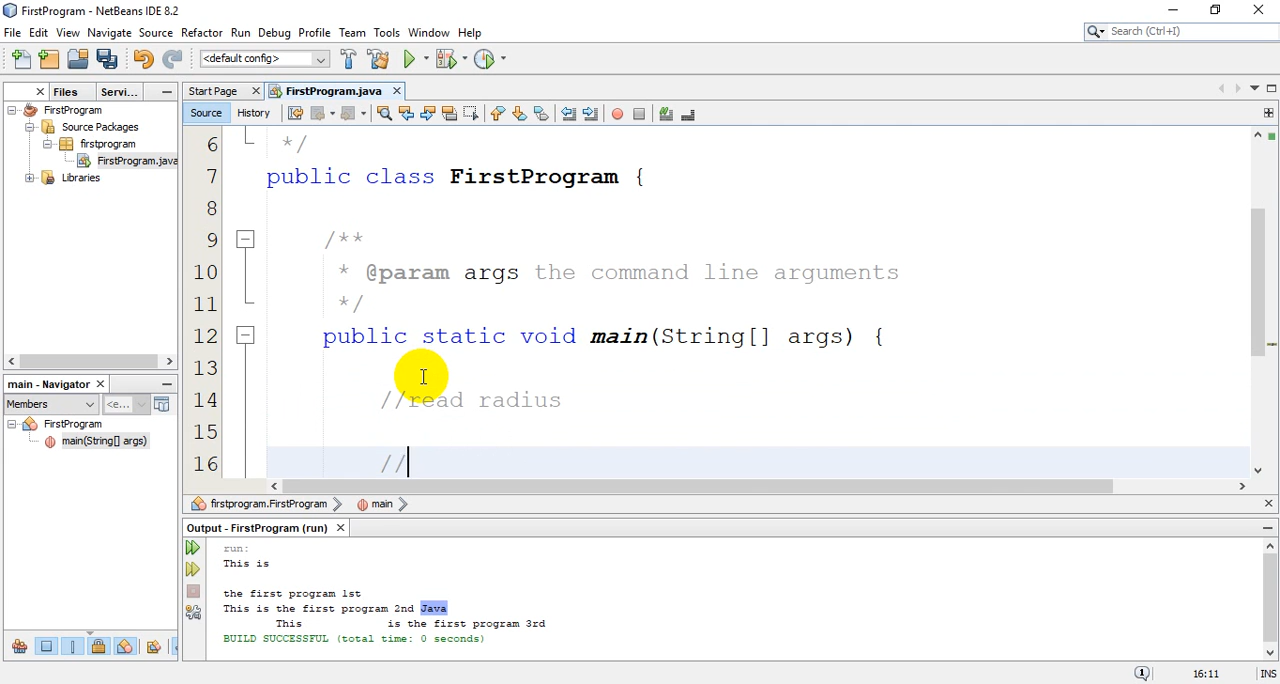 FirstProgram - NetBeans IDE 8.2
File Edit View Navigate Source Refactor Run Debug Profile Team Tools Window Help
Search (Ctrl+I)
<default config>
Files Servi... Start Page FirstProgram.java
FirstProgram
Source Packages
firstprogram
FirstProgram.java
Libraries
Source History
6 */
7 public class FirstProgram {
8
9 /**
10 * @param args the command line arguments
11 */
12 public static void main(String[] args) {
13
14 //read radius
15
16 //
main - Navigator
Members <e...
FirstProgram
main(String[] args)
firstprogram.FirstProgram main
Output - FirstProgram (run)
run:
This is
the first program 1st
This is the first program 2nd Java
This is the first program 3rd
BUILD SUCCESSFUL (total time: 0 seconds)
1 16:11 INS